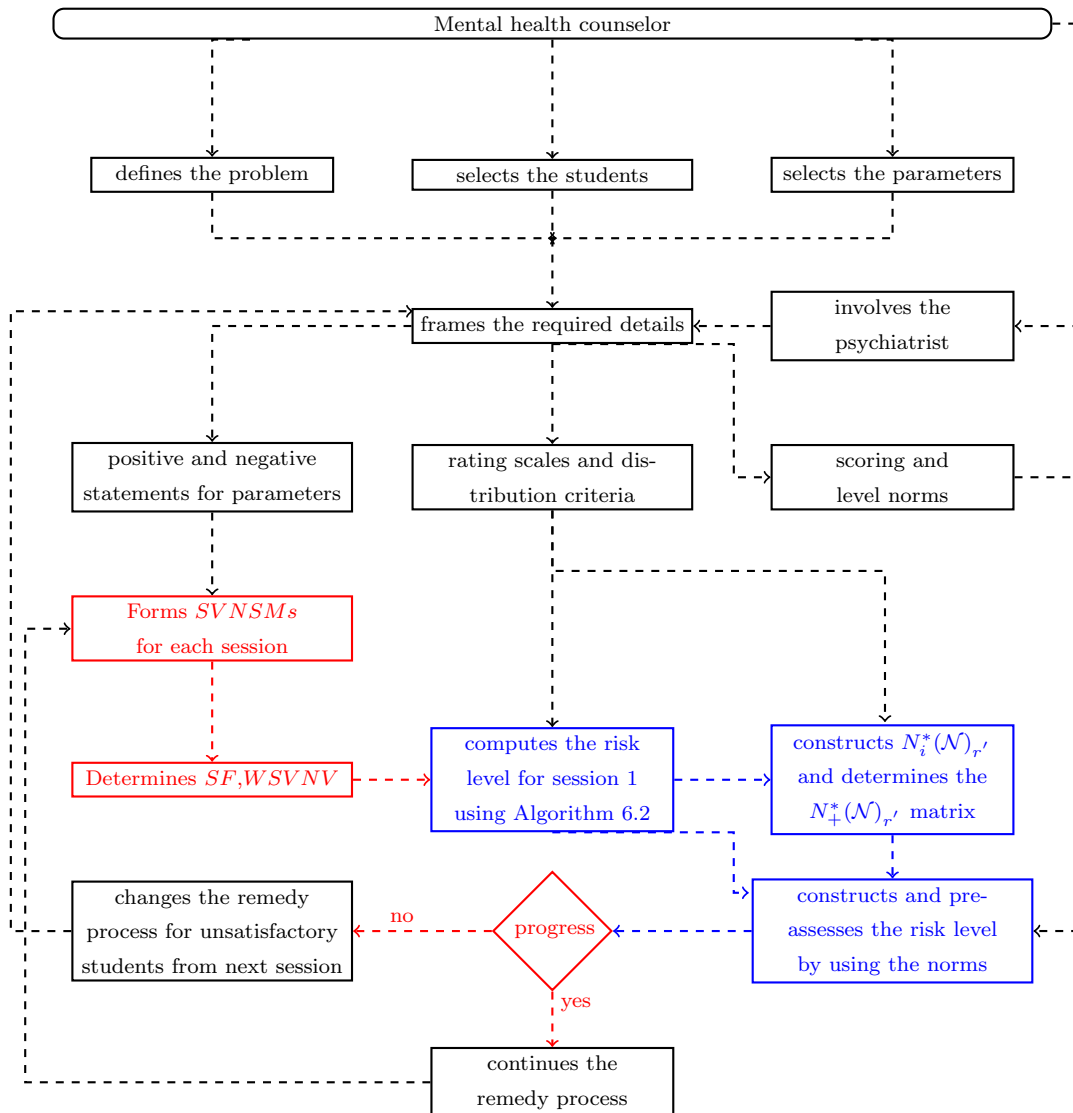 Mental health counselor
defines the problem
selects the students
selects the parameters
frames the required details
involves the
psychiatrist
positive and negative
statements for parameters
rating scales and dis-
tribution criteria
scoring and
level norms
Forms SVNSMs
for each session
Determines SF,WSVNV
computes the risk
level for session 1
using Algorithm 6.2
constructs $N_i^*(\mathcal{N})_{r'}$
and determines the
$N_+^*(\mathcal{N})_{r'}$ matrix
changes the remedy
process for unsatisfactory
students from next session
no
progress
yes
constructs and pre-
assesses the risk level
by using the norms
continues the
remedy process